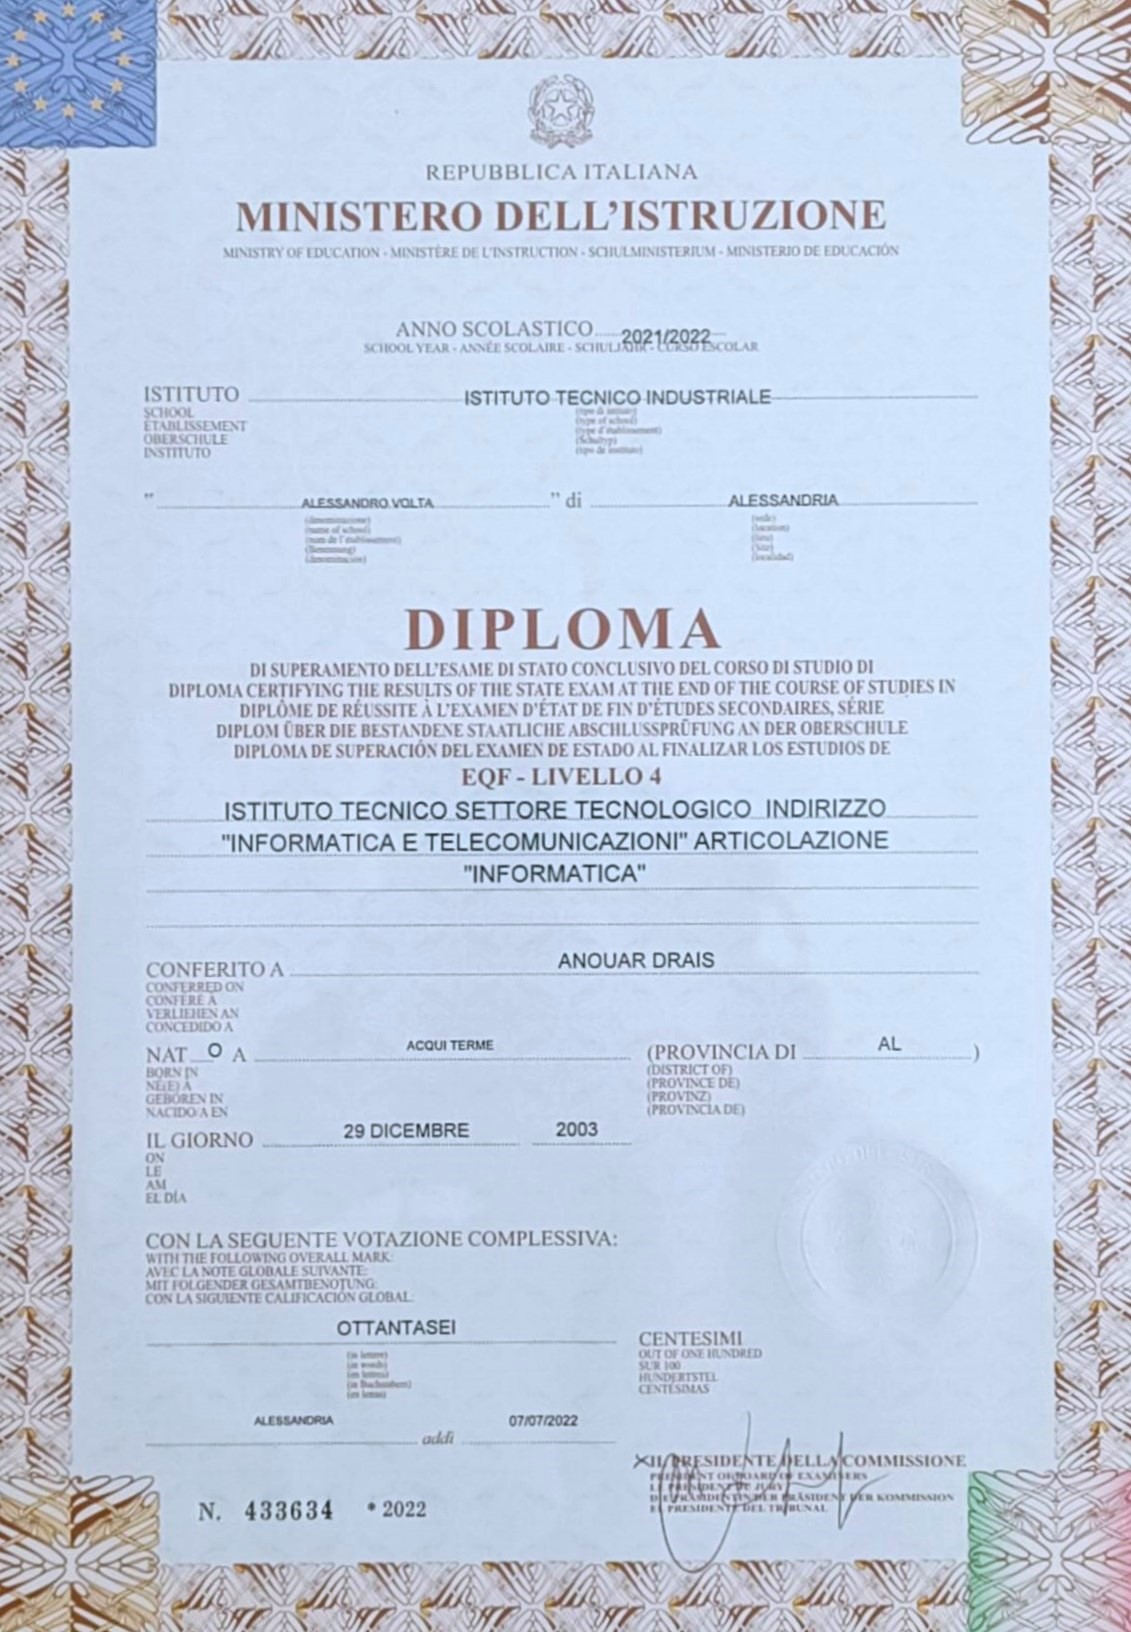 REPUBBLICA ITALIANA
MINISTERO DELL'ISTRUZIONE
MINISTRY OF EDUCATION - MINISTÈRE DE L'INSTRUCTION - SCHULMINISTERIUM - MINISTERIO DE EDUCACIÓN
ANNO SCOLASTICO 2021/2022
SCHOOL YEAR - ANNÉE SCOLAIRE - SCHULJAHR - CURSO ESCOLAR
ISTITUTO ISTITUTO TECNICO INDUSTRIALE
SCHOOL (tipo di istituto)
ÉTABLISSEMENT (type of school)
OBERSCHULE (type d'établissement)
INSTITUTO (Schultyp)
(tipo de instituto)
" ALESSANDRO VOLTA " di ALESSANDRIA
(denominazione) (sede)
(name of school) (location)
(nom de l'établissement) (lieu)
(Benennung) (Sitz)
(denominación) (localidad)
DIPLOMA
DI SUPERAMENTO DELL'ESAME DI STATO CONCLUSIVO DEL CORSO DI STUDIO DI
DIPLOMA CERTIFYING THE RESULTS OF THE STATE EXAM AT THE END OF THE COURSE OF STUDIES IN
DIPLÔME DE RÉUSSITE À L'EXAMEN D'ÉTAT DE FIN D'ÉTUDES SECONDAIRES, SÉRIE
DIPLOM ÜBER DIE BESTANDENE STAATLICHE ABSCHLUSSPRÜFUNG AN DER OBERSCHULE
DIPLOMA DE SUPERACIÓN DEL EXAMEN DE ESTADO AL FINALIZAR LOS ESTUDIOS DE
EQF - LIVELLO 4
ISTITUTO TECNICO SETTORE TECNOLOGICO INDIRIZZO
"INFORMATICA E TELECOMUNICAZIONI" ARTICOLAZIONE
"INFORMATICA"
CONFERITO A ANOUAR DRAIS
CONFERRED ON
CONFÉRÉ À
VERLIEHEN AN
CONCEDIDO A
NAT O A ACQUI TERME (PROVINCIA DI AL )
BORN IN (DISTRICT OF)
NÉ(E) À (PROVINCE DE)
GEBOREN IN (PROVINZ)
NACIDO/A EN (PROVINCIA DE)
IL GIORNO 29 DICEMBRE 2003
ON
LE
AM
EL DÍA
CON LA SEGUENTE VOTAZIONE COMPLESSIVA:
WITH THE FOLLOWING OVERALL MARK:
AVEC LA NOTE GLOBALE SUIVANTE:
MIT FOLGENDER GESAMTBENOTUNG:
CON LA SIGUIENTE CALIFICACIÓN GLOBAL:
OTTANTASEI CENTESIMI
(in lettere) OUT OF ONE HUNDRED
(in words) SUR 100
(en lettres) HUNDERTSTEL
(in Buchstaben) CENTÉSIMAS
(en letras)
ALESSANDRIA addì 07/07/2022
IL PRESIDENTE DELLA COMMISSIONE
PRESIDENT OF BOARD OF EXAMINERS
LE PRÉSIDENT DU JURY
DIE PRÄSIDENTIN/DER PRÄSIDENT DER KOMMISSION
EL PRESIDENTE DEL TRIBUNAL
N. 433634 * 2022